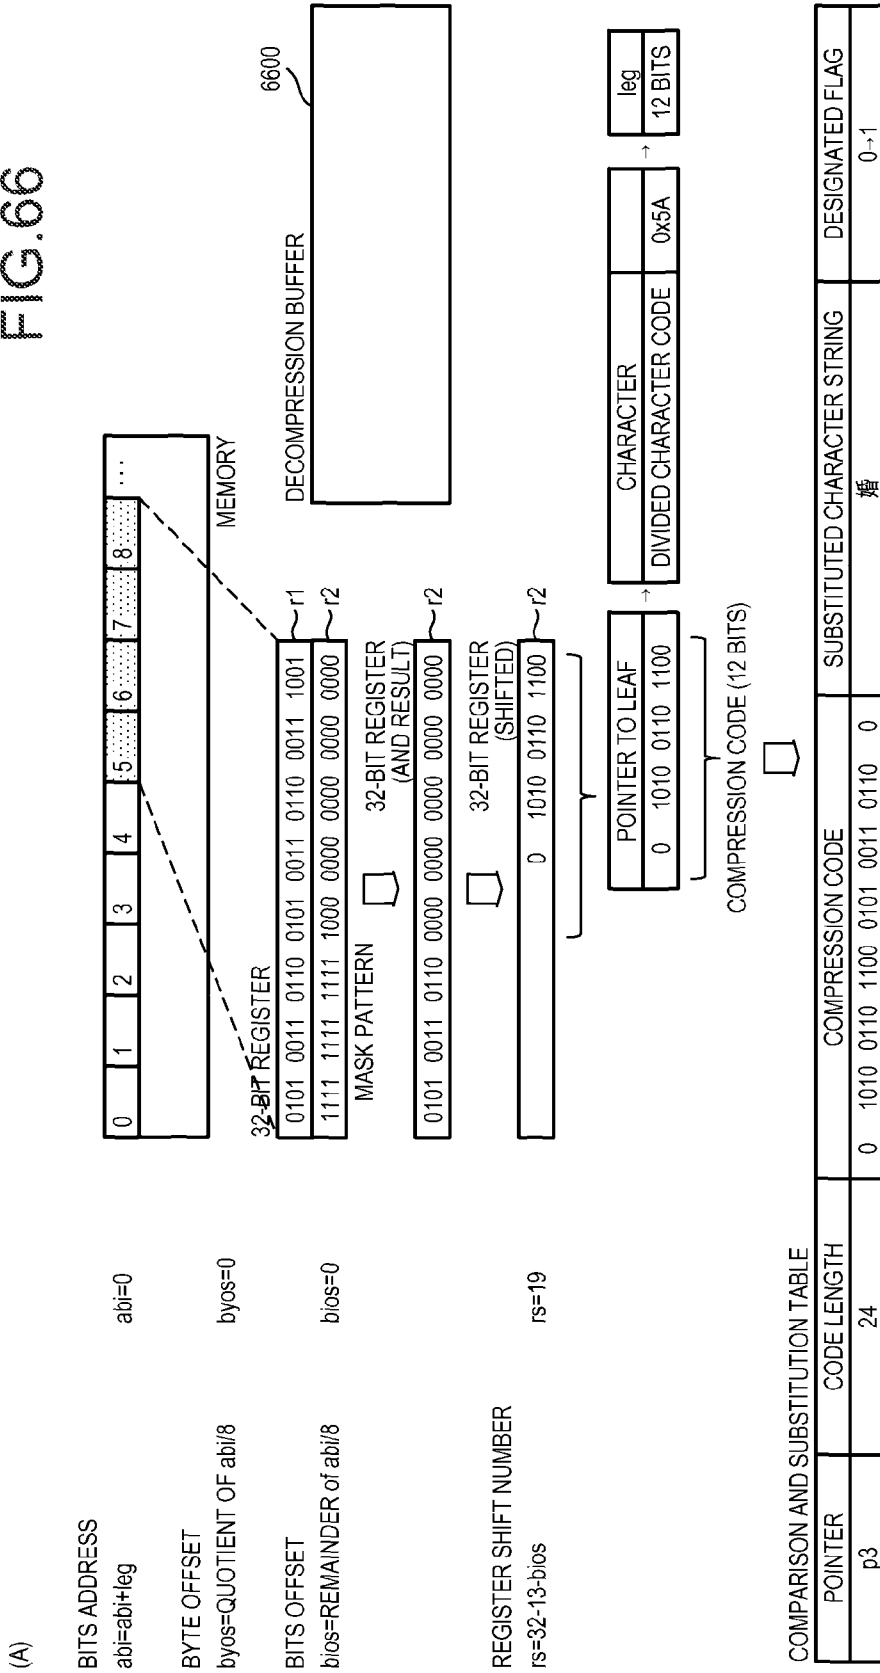 FIG.66
(A)
BITS ADDRESS
abi=abi+leg
abi=0
0 1 2 3 4 5 6 7 8 ...
MEMORY
BYTE OFFSET
byos=QUOTIENT OF abi/8
byos=0
BITS OFFSET
bios=REMAINDER of abi/8
bios=0
32-BIT REGISTER
0101 0011 0110 0101 0011 0110 0011 1001
r1
1111 1111 1111 1000 0000 0000 0000 0000
r2
MASK PATTERN
32-BIT REGISTER
(AND RESULT)
0101 0011 0110 0000 0000 0000 0000 0000
r2
DECOMPRESSION BUFFER
6600
REGISTER SHIFT NUMBER
rs=32-13-bios
rs=19
32-BIT REGISTER
(SHIFTED)
0 1010 0110 1100
r2
POINTER TO LEAF
0 1010 0110 1100
→
CHARACTER
DIVIDED CHARACTER CODE 0x5A
→
leg
12 BITS
COMPRESSION CODE (12 BITS)
COMPARISON AND SUBSTITUTION TABLE
POINTER CODE LENGTH COMPRESSION CODE SUBSTITUTED CHARACTER STRING DESIGNATED FLAG
p3 24 0 1010 0110 1100 0101 0011 0110 0 婚 0→1